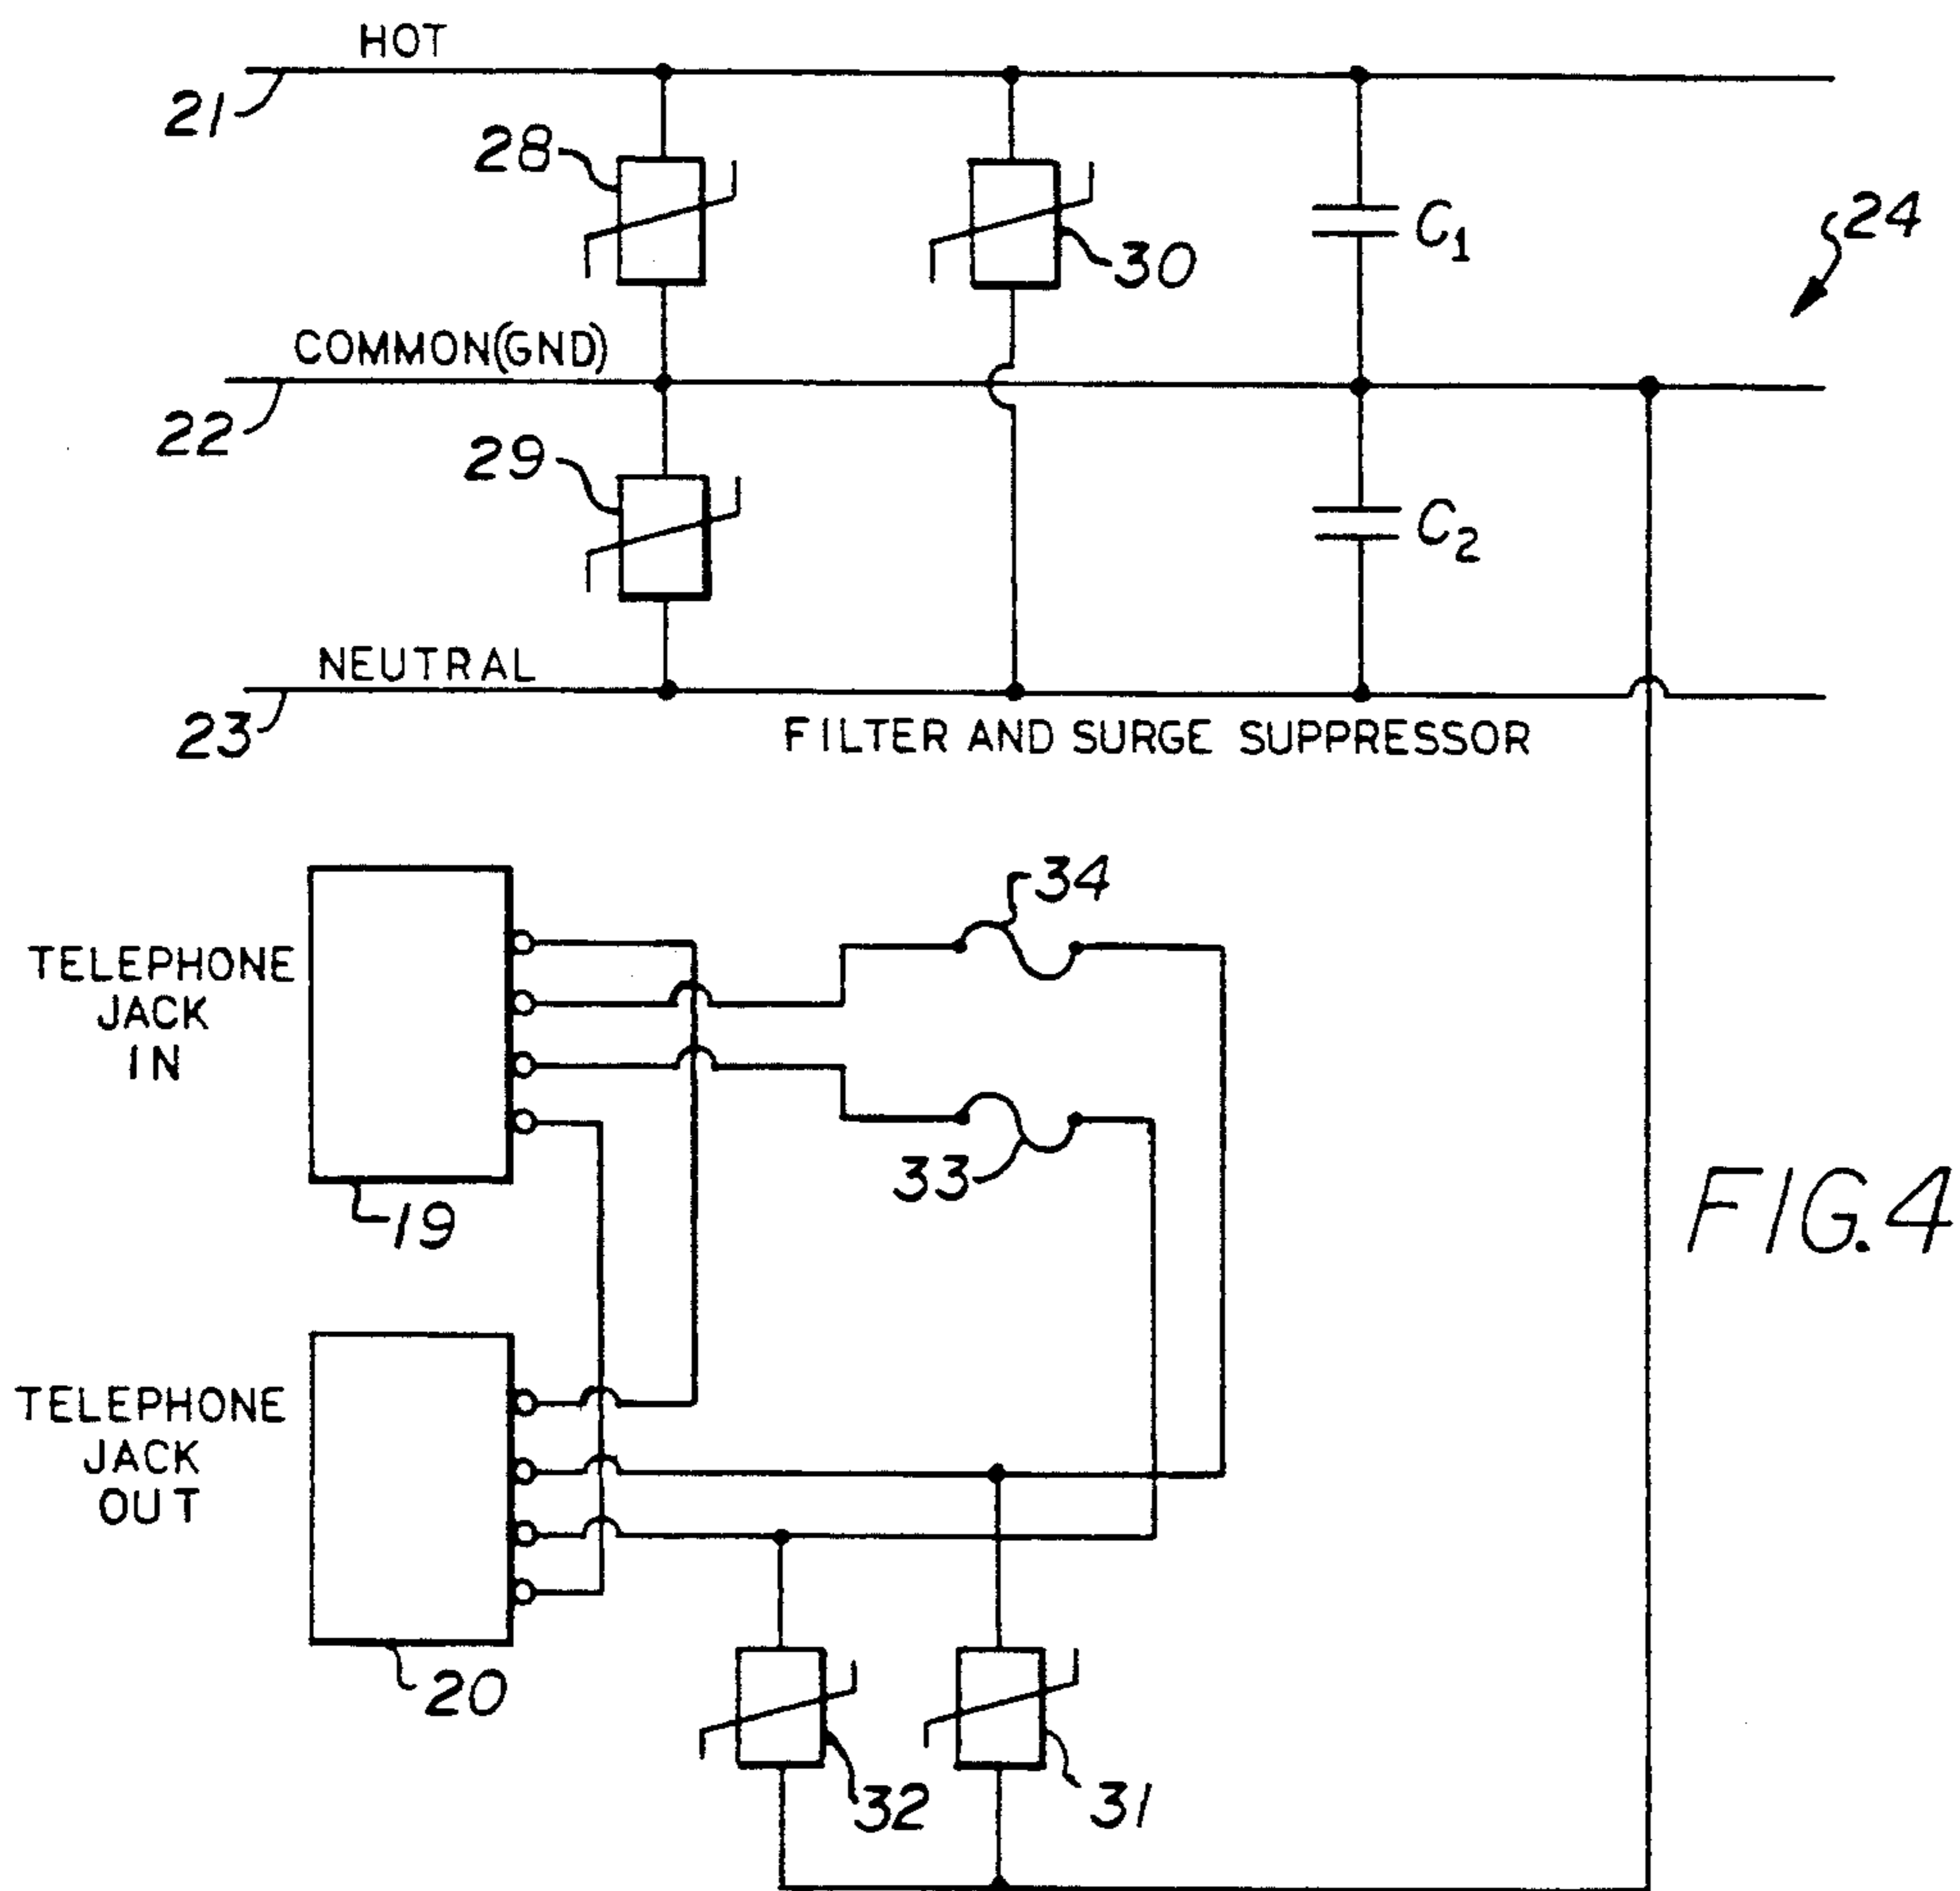 HOT
21
28
30
C1
24
COMMON(GND)
22
29
C2
NEUTRAL
23
FILTER AND SURGE SUPPRESSOR
34
TELEPHONE
JACK
IN
33
19
FIG.4
TELEPHONE
JACK
OUT
20
32
31